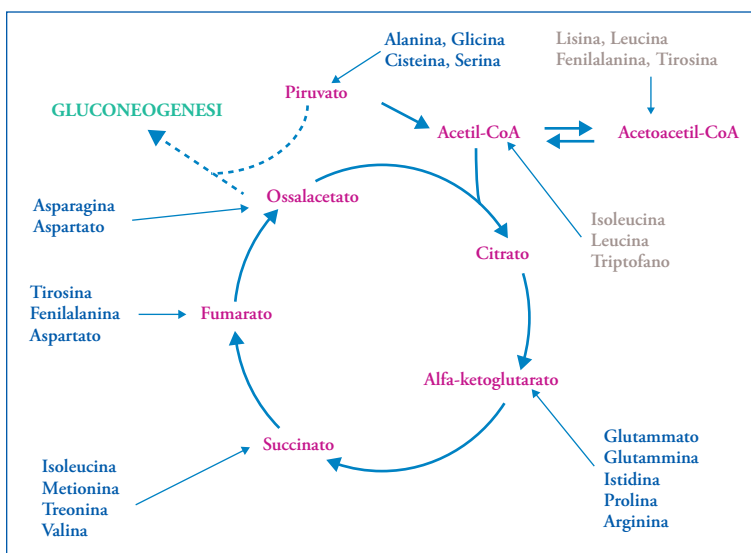 Alanina, Glicina
Cisteina, Serina
Lisina, Leucina
Fenilalanina, Tirosina
Piruvato
GLUCONEOGENESI
Acetil-CoA
Acetoacetil-CoA
Ossalacetato
Asparagina
Aspartato
Isoleucina
Leucina
Triptofano
Citrato
Tirosina
Fenilalanina
Aspartato
Fumarato
Alfa-ketoglutarato
Succinato
Glutammato
Glutammina
Istidina
Prolina
Arginina
Isoleucina
Metionina
Treonina
Valina